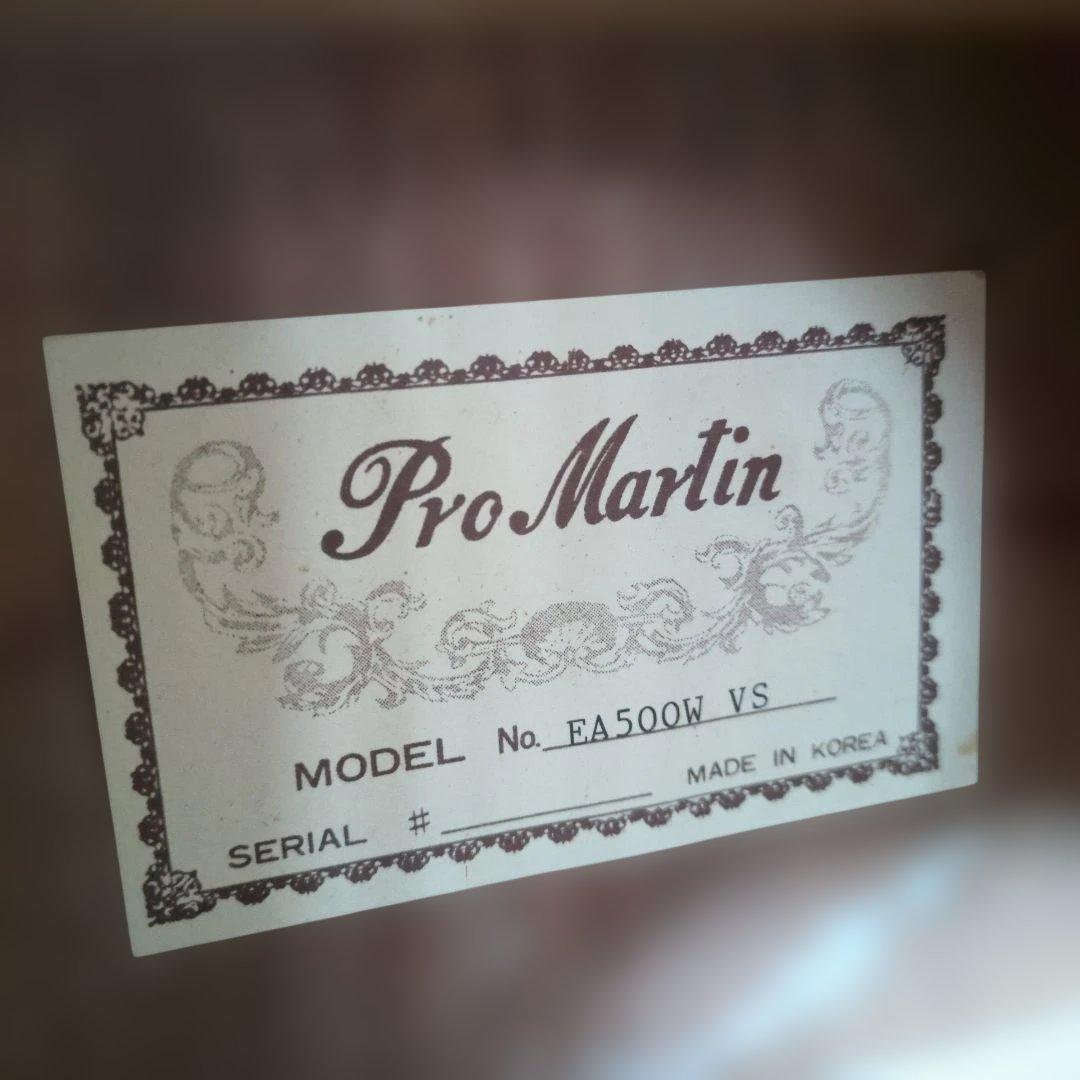 Pro Martin
MODEL No. EA500W VS
MADE IN KOREA
SERIAL #